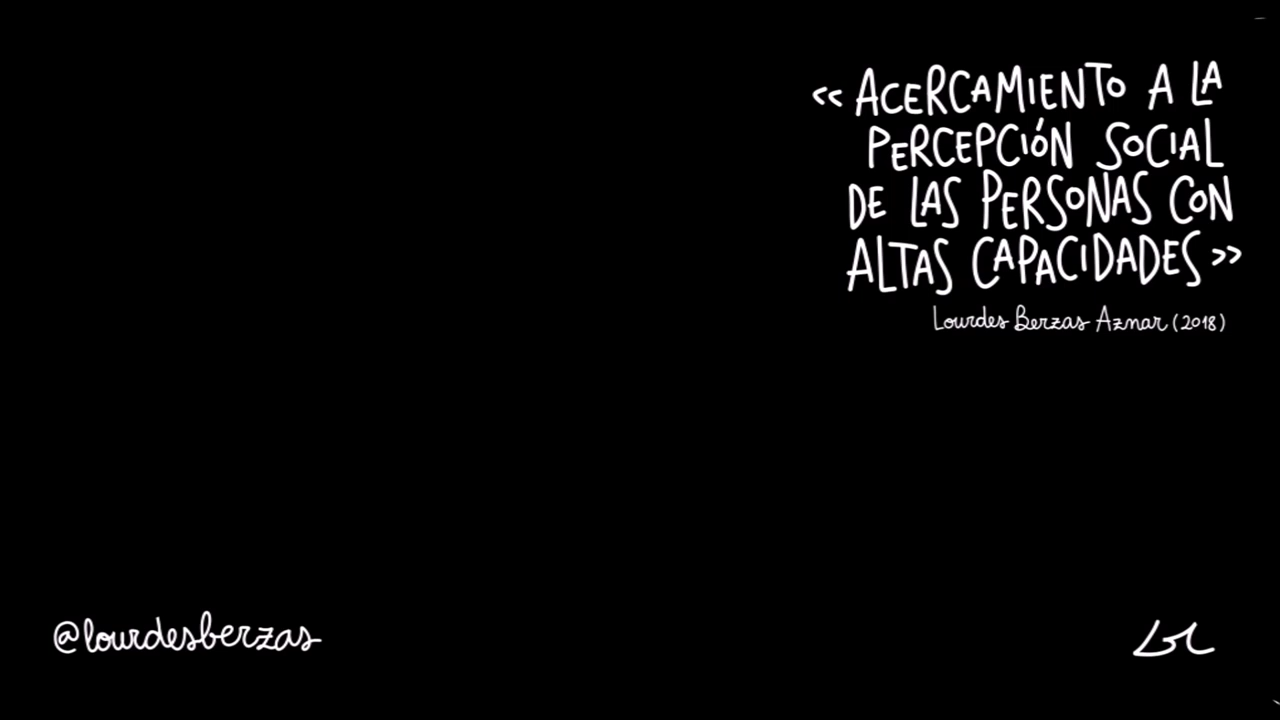 « ACERCAMIENTO A LA
PERCEPCIÓN SOCIAL
DE LAS PERSONAS CON
ALTAS CAPACIDADES »
Lourdes Berzas Aznar (2018)
@lourdesberzas